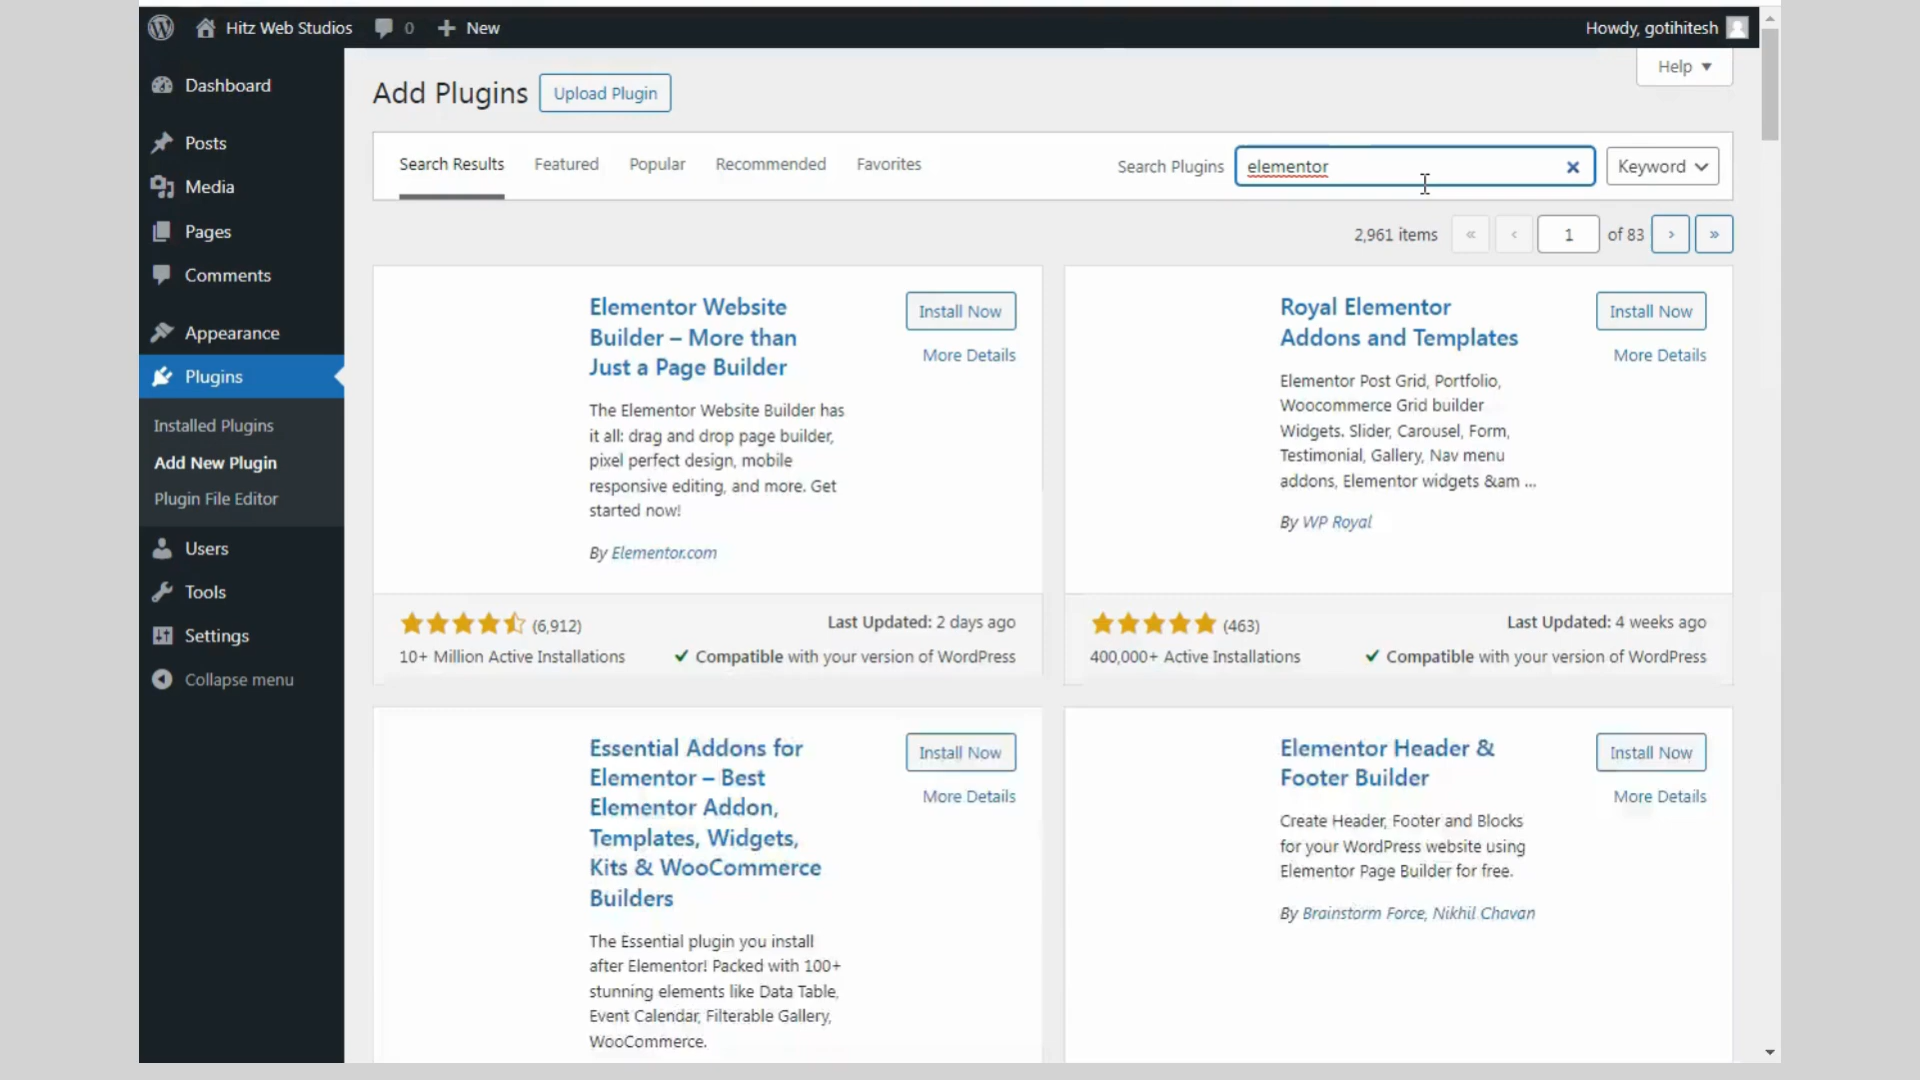 Hitz Web Studios 0 New Howdy, gotihitesh
Dashboard
Posts
Media
Pages
Comments
Appearance
Plugins
Installed Plugins
Add New Plugin
Plugin File Editor
Users
Tools
Settings
Collapse menu
Help
Add Plugins Upload Plugin
Search Results Featured Popular Recommended Favorites Search Plugins elementor Keyword
2,961 items « ‹ 1 of 83 › »
Elementor Website
Builder – More than
Just a Page Builder
Install Now
More Details
The Elementor Website Builder has
it all: drag and drop page builder,
pixel perfect design, mobile
responsive editing, and more. Get
started now!
By Elementor.com
(6,912)
Last Updated: 2 days ago
10+ Million Active Installations
Compatible with your version of WordPress
Royal Elementor
Addons and Templates
Install Now
More Details
Elementor Post Grid, Portfolio,
Woocommerce Grid builder
Widgets. Slider, Carousel, Form,
Testimonial, Gallery, Nav menu
addons, Elementor widgets &am ...
By WP Royal
(463)
Last Updated: 4 weeks ago
400,000+ Active Installations
Compatible with your version of WordPress
Essential Addons for
Elementor – Best
Elementor Addon,
Templates, Widgets,
Kits & WooCommerce
Builders
Install Now
More Details
The Essential plugin you install
after Elementor! Packed with 100+
stunning elements like Data Table,
Event Calendar, Filterable Gallery,
WooCommerce.
Elementor Header &
Footer Builder
Install Now
More Details
Create Header, Footer and Blocks
for your WordPress website using
Elementor Page Builder for free.
By Brainstorm Force, Nikhil Chavan